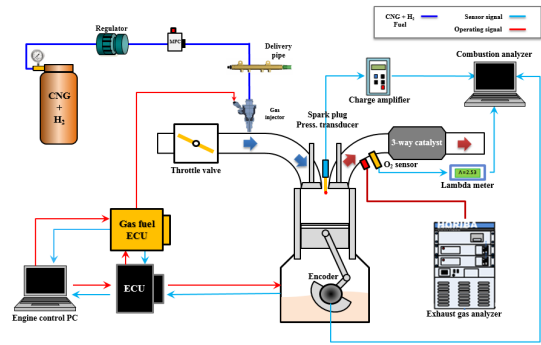 CNG + H₂
Fuel
Sensor signal
Operating signal
Regulator
MFC
Delivery
pipe
Combustion analyzer
CNG
+
H₂
Gas
injector
Charge amplifier
Spark plug
Press. transducer
3-way catalyst
Throttle valve
O₂ sensor
λ=2.53
Lambda meter
Gas fuel
ECU
HORIBA
ECU
Encoder
Engine control PC
Exhaust gas analyzer